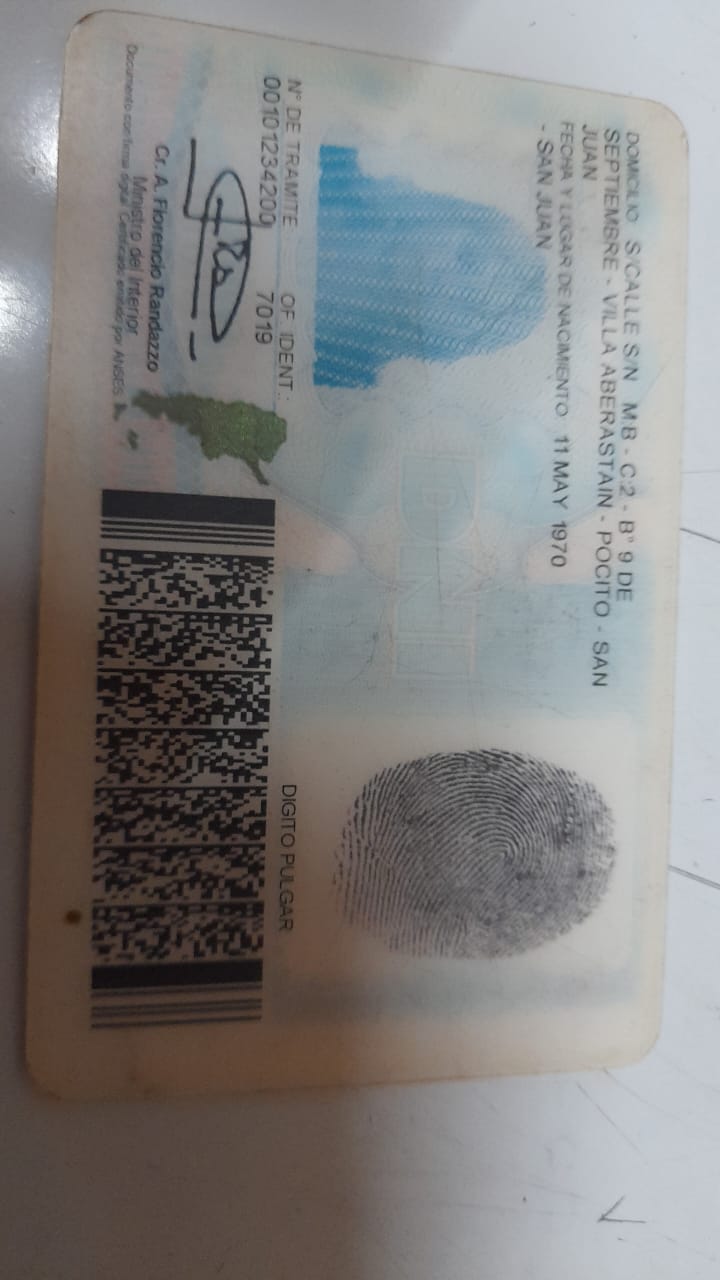 DOMICILIO: S/CALLE S/N MB - C:2 - Bº 9 DE
SEPTIEMBRE - VILLA ABERASTAIN - POCITO - SAN
JUAN
FECHA Y LUGAR DE NACIMIENTO: 11 MAY 1970
- SAN JUAN
DNI
Nº DE TRAMITE OF. IDENT.:
00101234200 7019
Cr. A. Florencio Randazzo
Ministro del Interior
Documento con firma digital. Certificado emitido por ANSES
DIGITO PULGAR